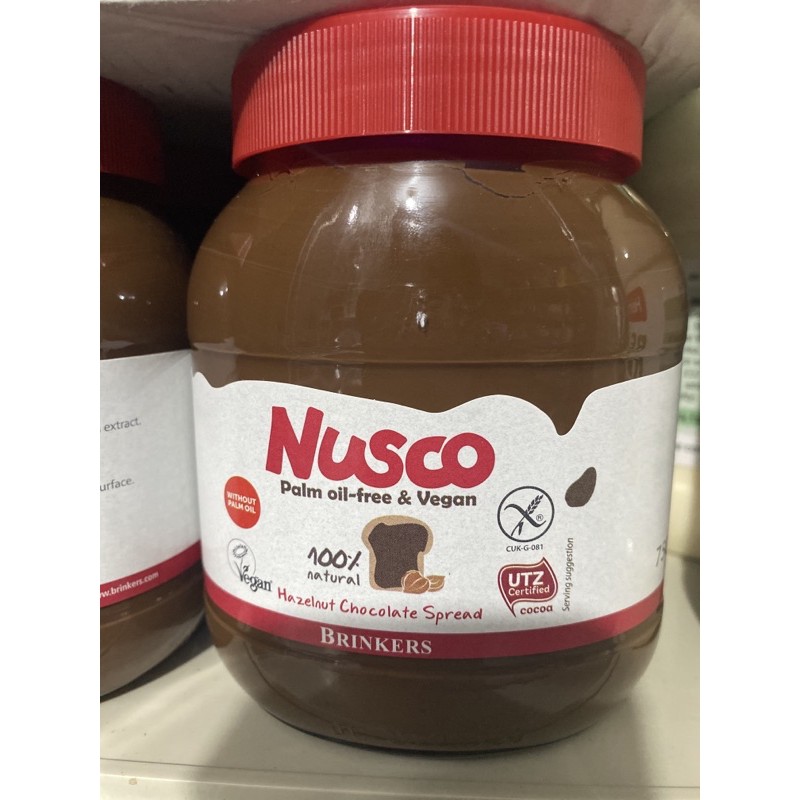 extract.
urface.
w.brinkers.com
NUSCO
Palm oil-free & Vegan
WITHOUT
PALM OIL
CUK-G-081
100%
natural
Vegan
UTZ
Certified
cocoa
Serving suggestion
Hazelnut Chocolate Spread
BRINKERS